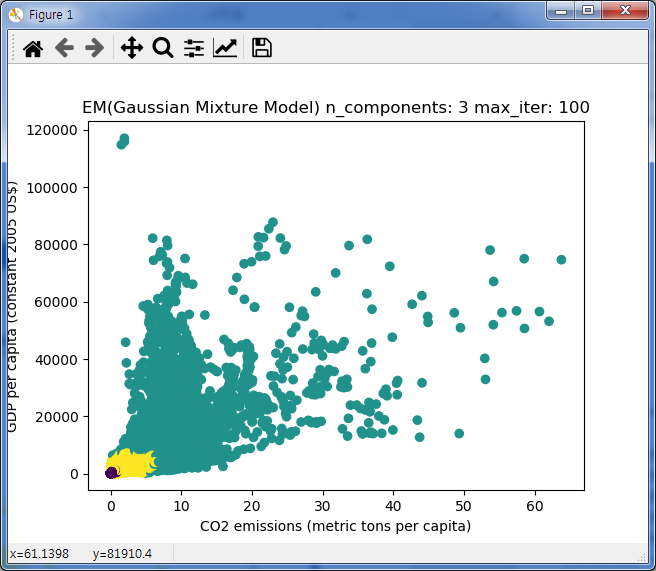 Figure 1
EM(Gaussian Mixture Model) n_components: 3 max_iter: 100
120000
100000
80000
60000
40000
20000
0
GDP per capita (constant 2005 US$)
0 10 20 30 40 50 60
CO2 emissions (metric tons per capita)
x=61.1398 y=81910.4